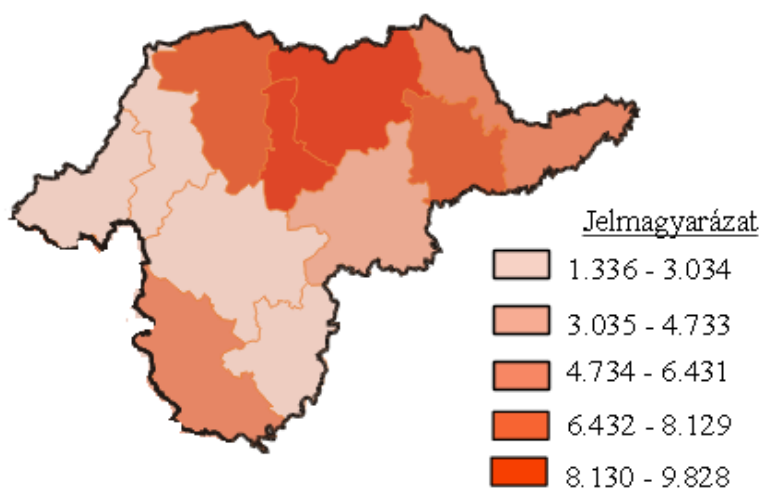 Jelmagyarázat
1.336 - 3.034
3.035 - 4.733
4.734 - 6.431
6.432 - 8.129
8.130 - 9.828